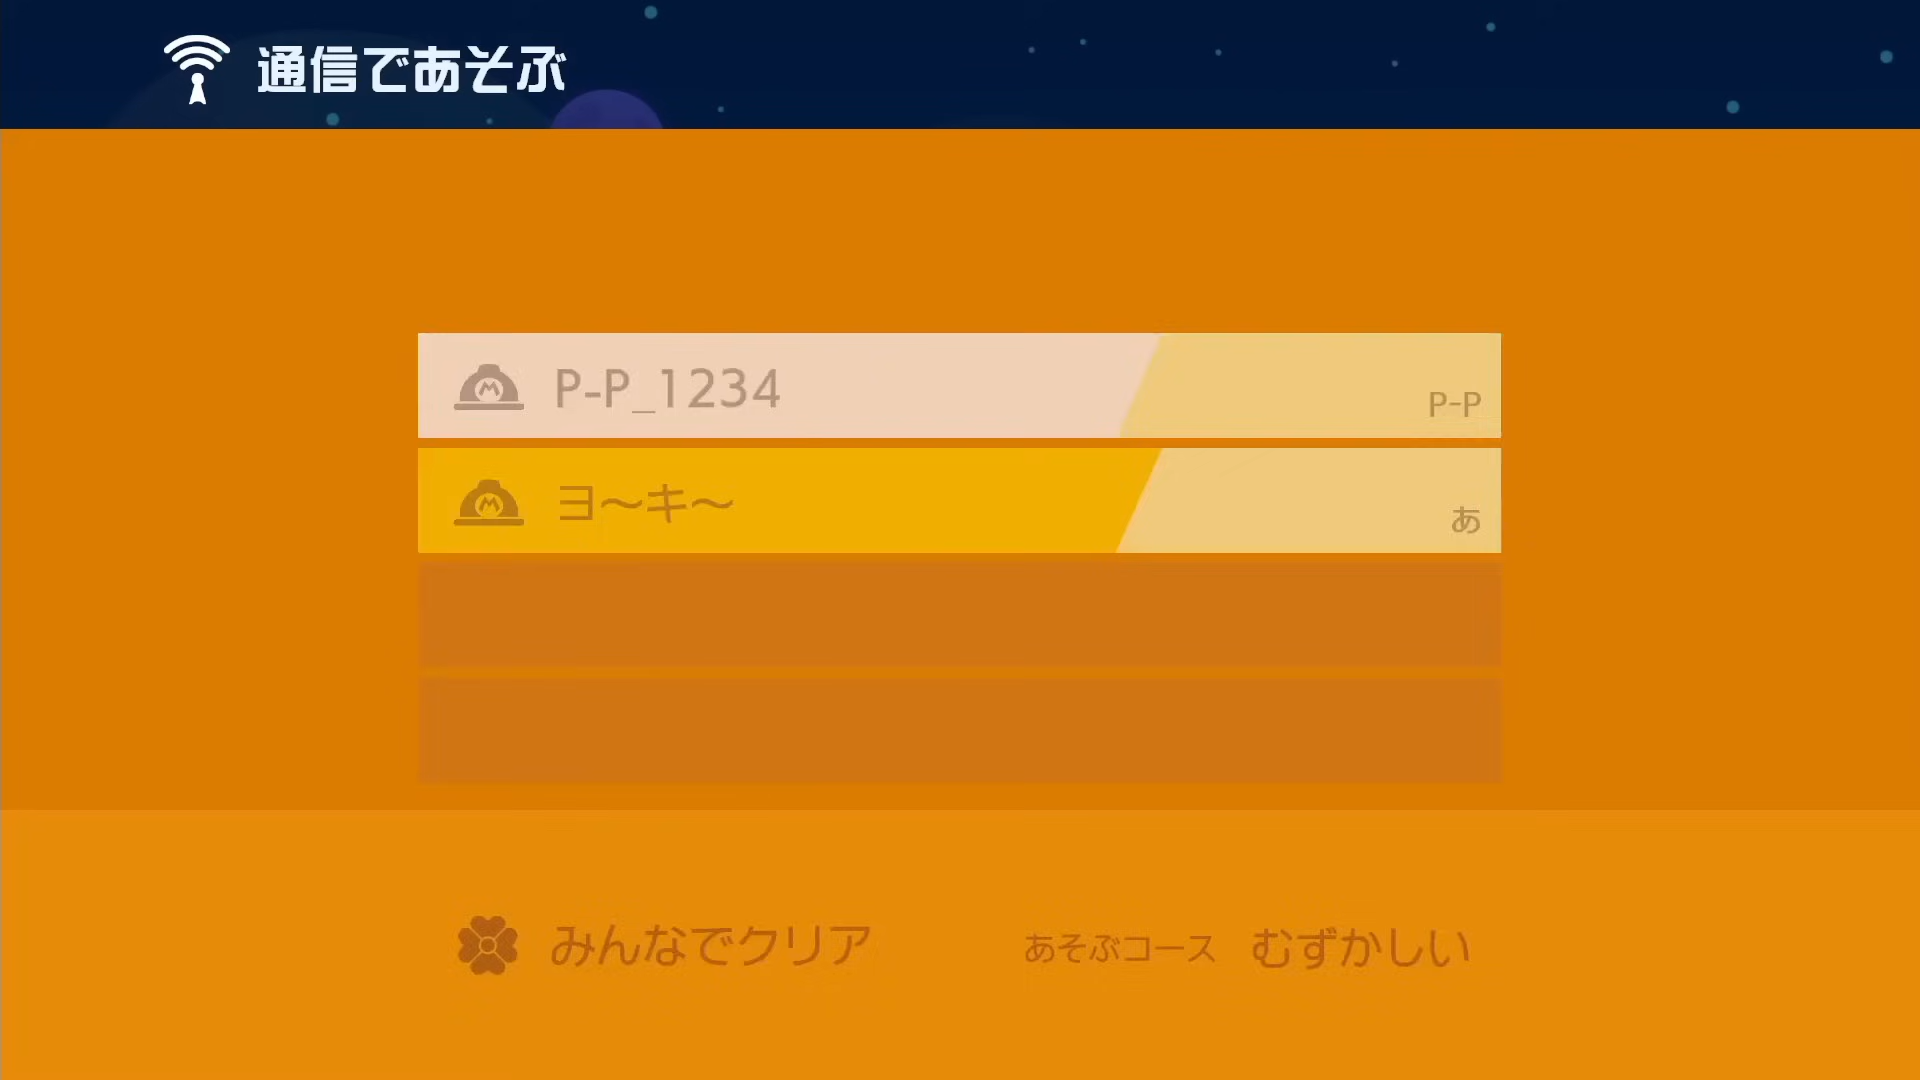 通信であそぶ
P-P_1234
P-P
ヨ〜キ〜
あ
みんなでクリア
あそぶコース むずかしい